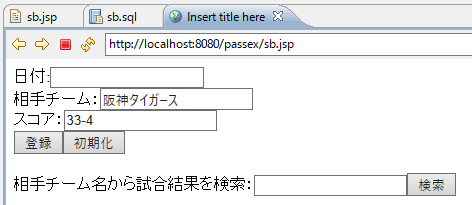 sb.jsp sb.sql Insert title here
http://localhost:8080/passex/sb.jsp
日付:
相手チーム: 阪神タイガース
スコア: 33-4
登録 初期化
相手チーム名から試合結果を検索: 検索